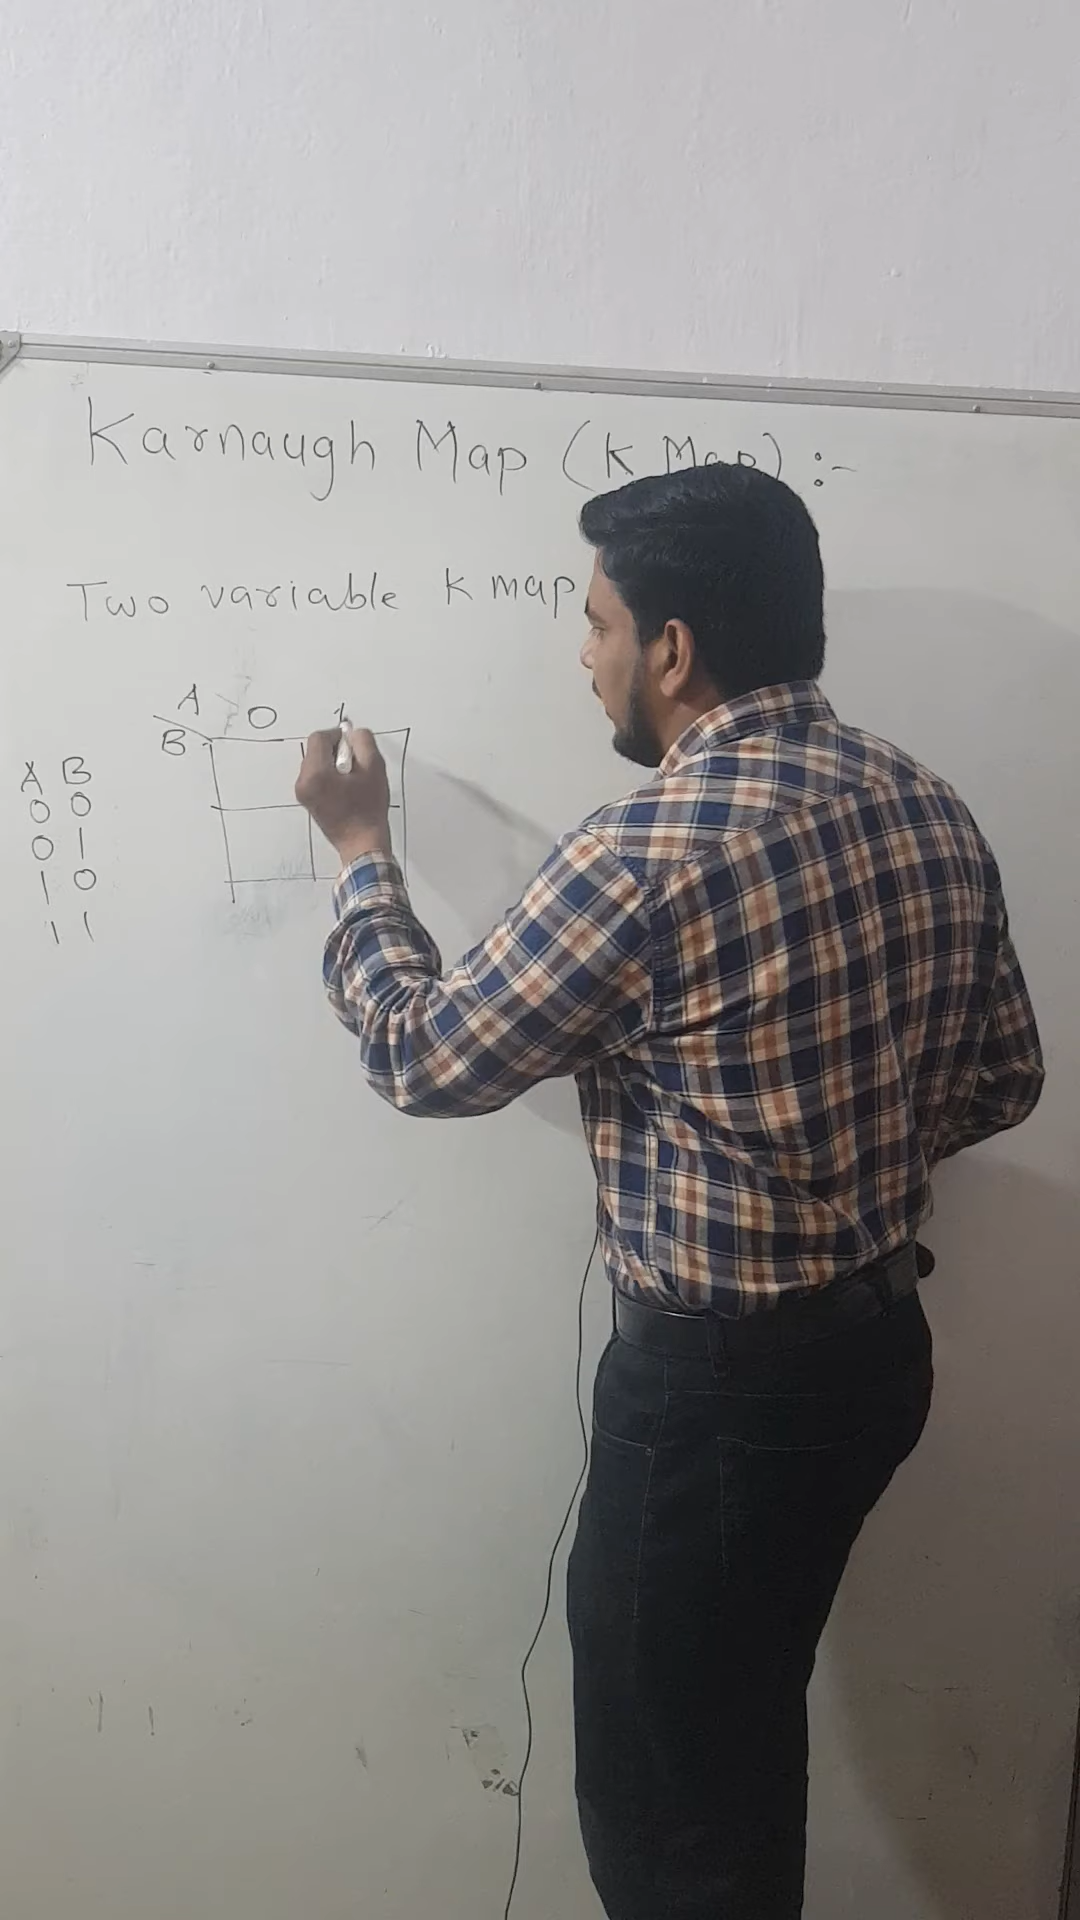 Karnaugh Map (K Map) :-
Two variable K map
A 0 1
B
A B
0 0
0 1
1 0
1 1